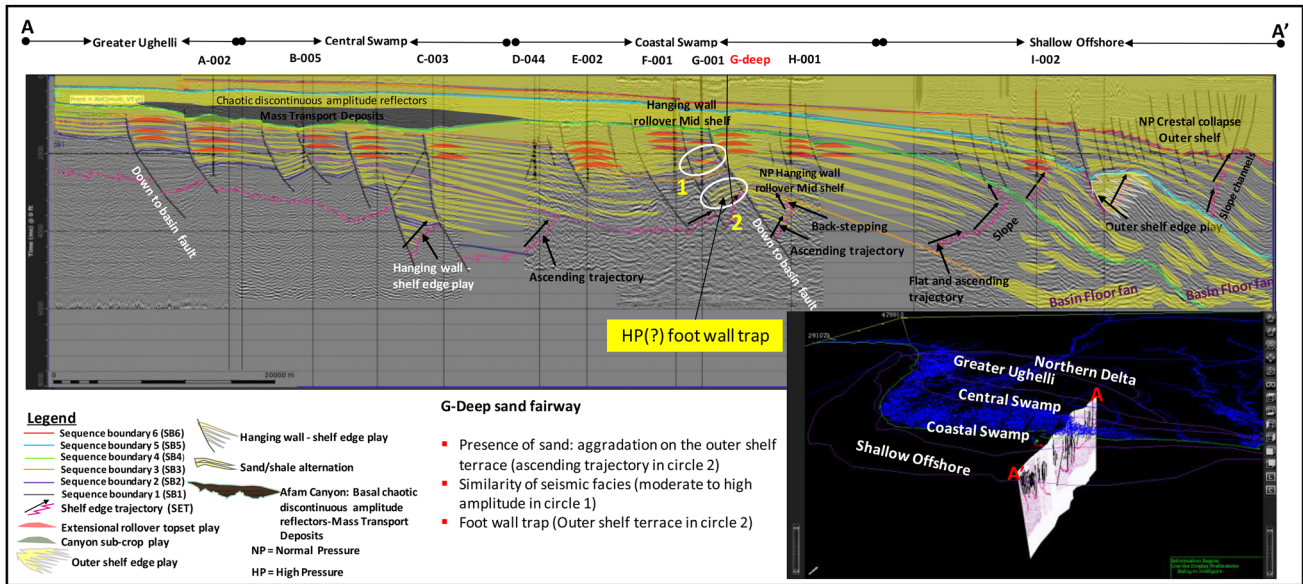 A
A'
Greater Ughelli
Central Swamp
Coastal Swamp
Shallow Offshore
A-002
B-005
C-003
D-044
E-002
F-001
G-001
G-deep
H-001
I-002
Chaotic discontinuous amplitude reflectors
Mass Transport Deposits
Hanging wall
rollover Mid shelf
NP Crestal collapse
Outer shelf
1
2
NP Hanging wall
rollover Mid shelf
Down to basin fault
Back-stepping
Ascending trajectory
Down to basin fault
Slope
Outer shelf edge play
Slope channels
Hanging wall -
shelf edge play
Ascending trajectory
Flat and ascending
trajectory
Basin Floor fan
Basin Floor fan
HP(?) foot wall trap
20000 m
479910
291079
Northern Delta
Greater Ughelli
Central Swamp
Coastal Swamp
Shallow Offshore
A
A'
Legend
Sequence boundary 6 (SB6)
Sequence boundary 5 (SB5)
Sequence boundary 4 (SB4)
Sequence boundary 3 (SB3)
Sequence boundary 2 (SB2)
Sequence boundary 1 (SB1)
Shelf edge trajectory (SET)
Extensional rollover topset play
Canyon sub-crop play
Outer shelf edge play
Hanging wall - shelf edge play
Sand/shale alternation
Afam Canyon: Basal chaotic
discontinuous amplitude
reflectors-Mass Transport
Deposits
NP = Normal Pressure
HP = High Pressure
G-Deep sand fairway
Presence of sand: aggradation on the outer shelf
terrace (ascending trajectory in circle 2)
Similarity of seismic facies (moderate to high
amplitude in circle 1)
Foot wall trap (Outer shelf terrace in circle 2)